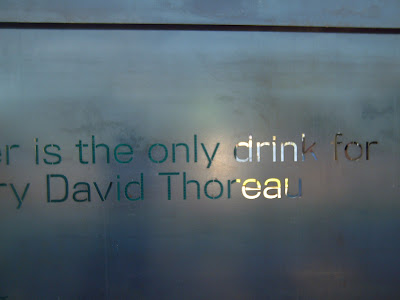 er is the only drink for
ry David Thoreau